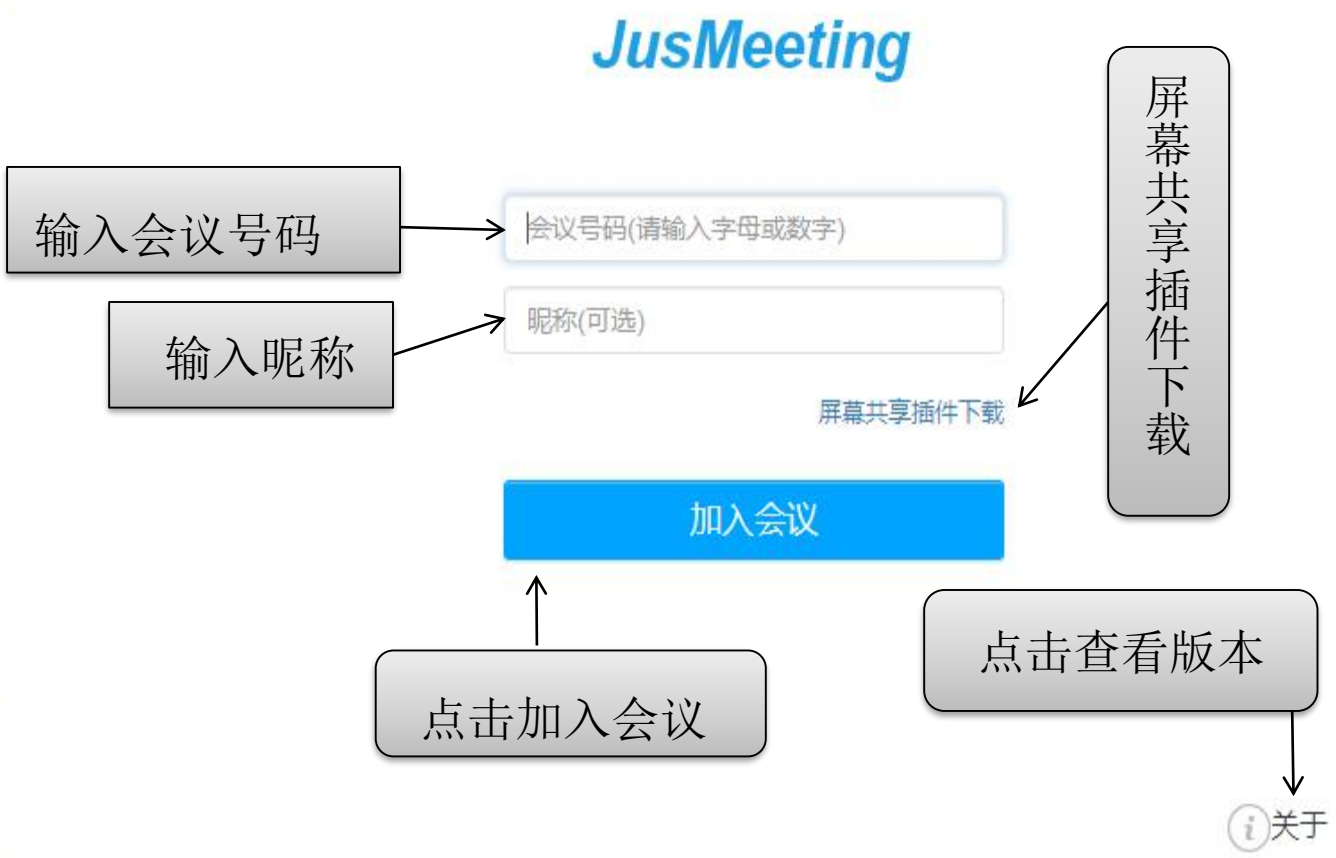 JusMeeting
屏幕共享插件下载
输入会议号码
会议号码(请输入字母或数字)
输入昵称
昵称(可选)
屏幕共享插件下载
加入会议
点击加入会议
点击查看版本
i关于